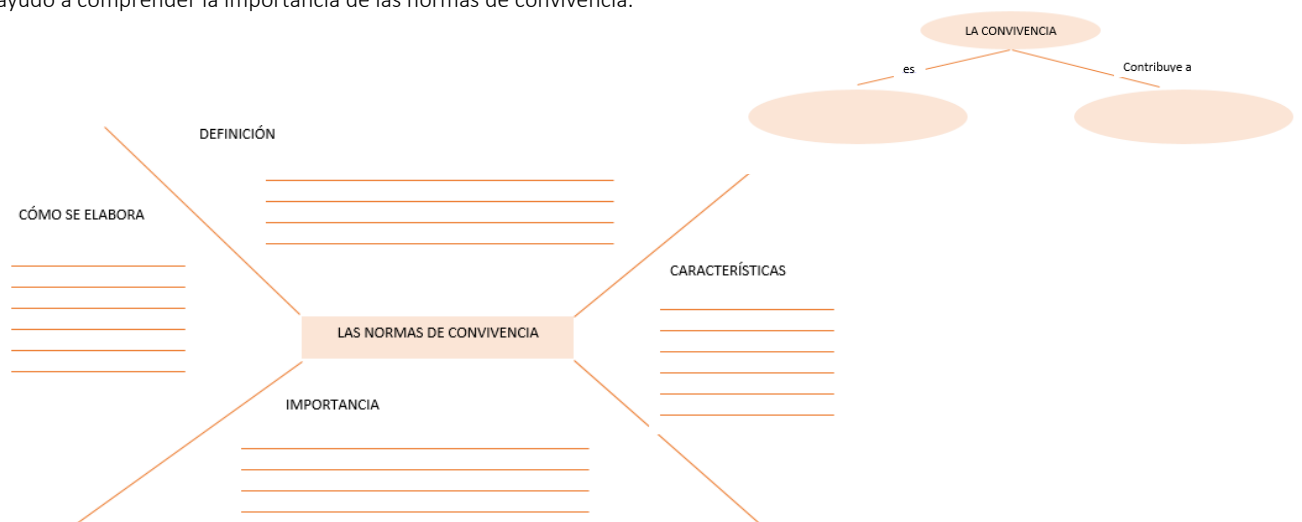 ayudó a comprender la importancia de las normas de convivencia.
LA CONVIVENCIA
es
Contribuye a
DEFINICIÓN
CÓMO SE ELABORA
CARACTERÍSTICAS
LAS NORMAS DE CONVIVENCIA
IMPORTANCIA